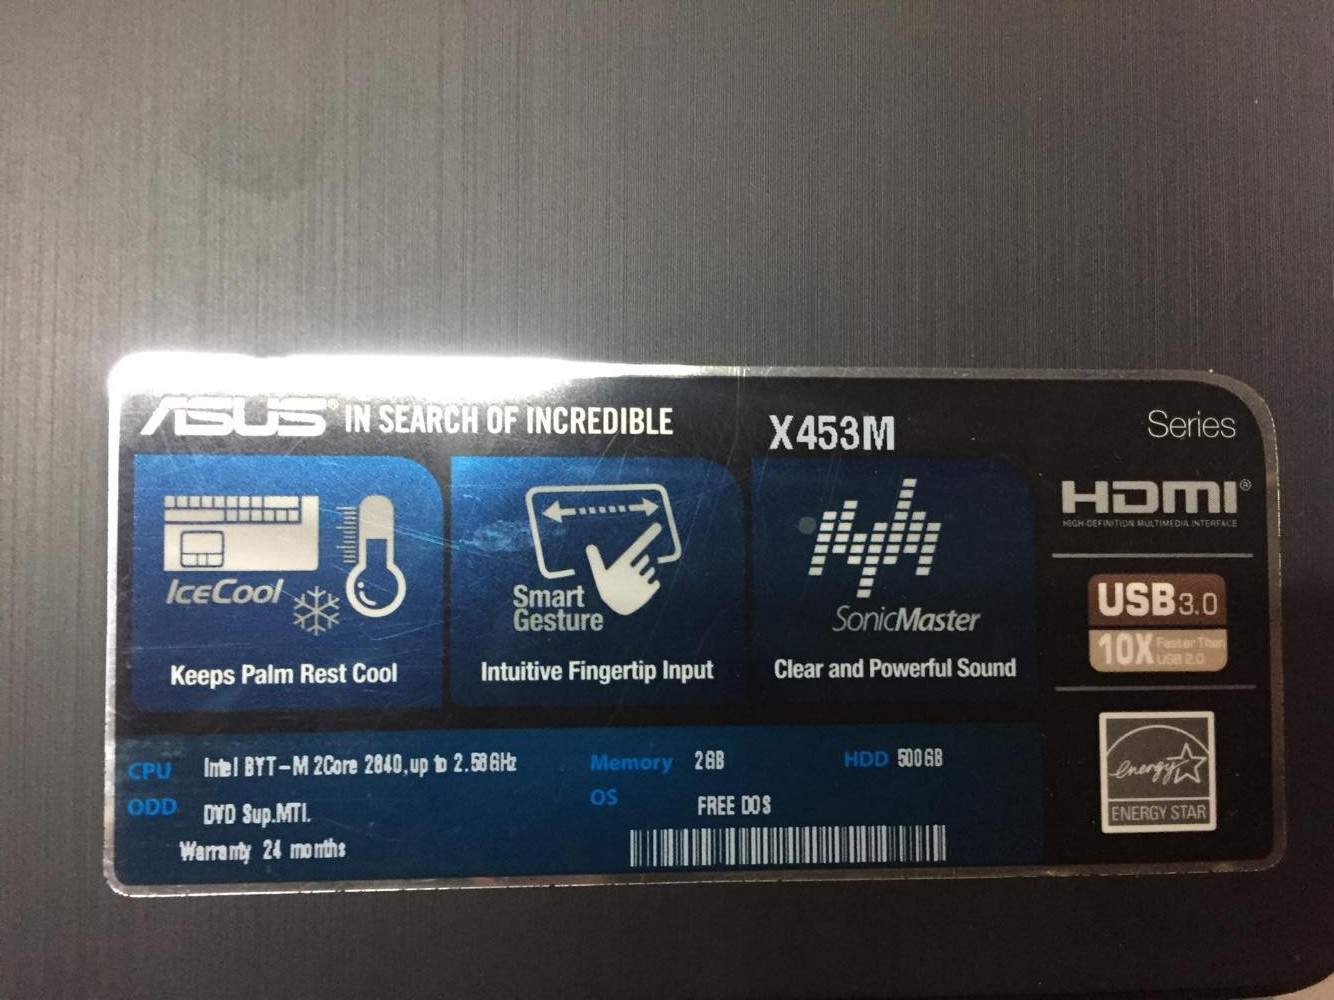 ASUS® IN SEARCH OF INCREDIBLE
X453M
Series
IceCool
Keeps Palm Rest Cool
Smart
Gesture
Intuitive Fingertip Input
SonicMaster
Clear and Powerful Sound
HDMI®
HIGH-DEFINITION MULTIMEDIA INTERFACE
USB 3.0
10X Faster Than
USB 2.0
energy
ENERGY STAR
CPU Intel BYT-M 2Core 2840,up to 2.58GHz
Memory 2GB
HDD 500GB
ODD DVD Sup.MTI.
OS FREE DOS
Warranty 24 months